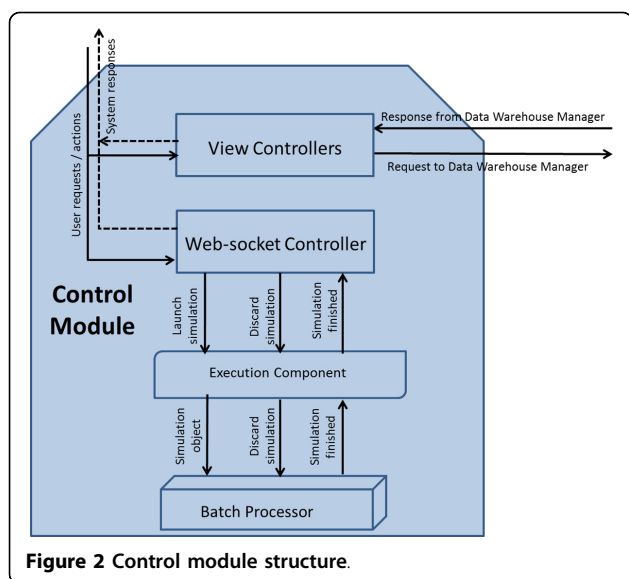 System responses
User requests / actions
Response from Data Warehouse Manager
View Controllers
Request to Data Warehouse Manager
Web-socket Controller
Control
Module
Launch
simulation
Discard
simulation
Simulation
finished
Execution Component
Simulation
object
Discard
simulation
Simulation
finished
Batch Processor
Figure 2 Control module structure.